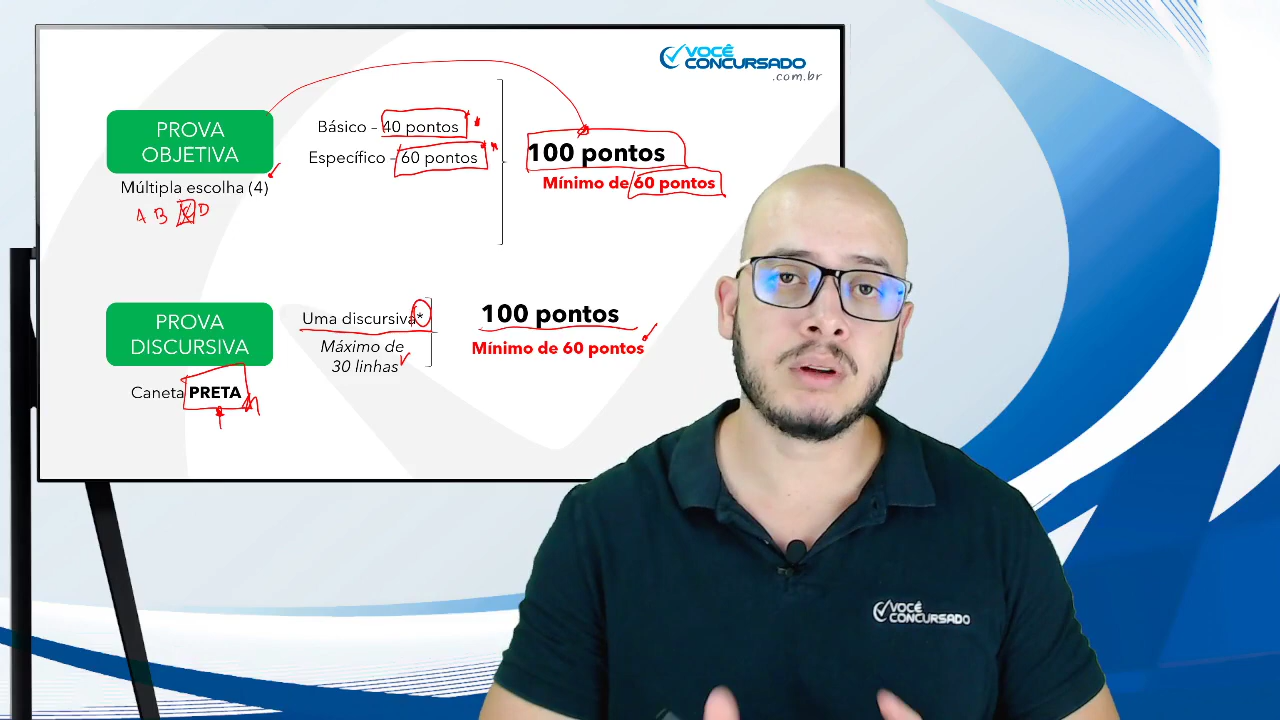 VOCÊ
CONCURSADO
.com.br
PROVA
OBJETIVA
Múltipla escolha (4)
A B C D
Básico – 40 pontos
Específico – 60 pontos
100 pontos
Mínimo de 60 pontos
PROVA
DISCURSIVA
Caneta PRETA
Uma discursiva*
Máximo de
30 linhas
100 pontos
Mínimo de 60 pontos
VOCÊ
CONCURSADO